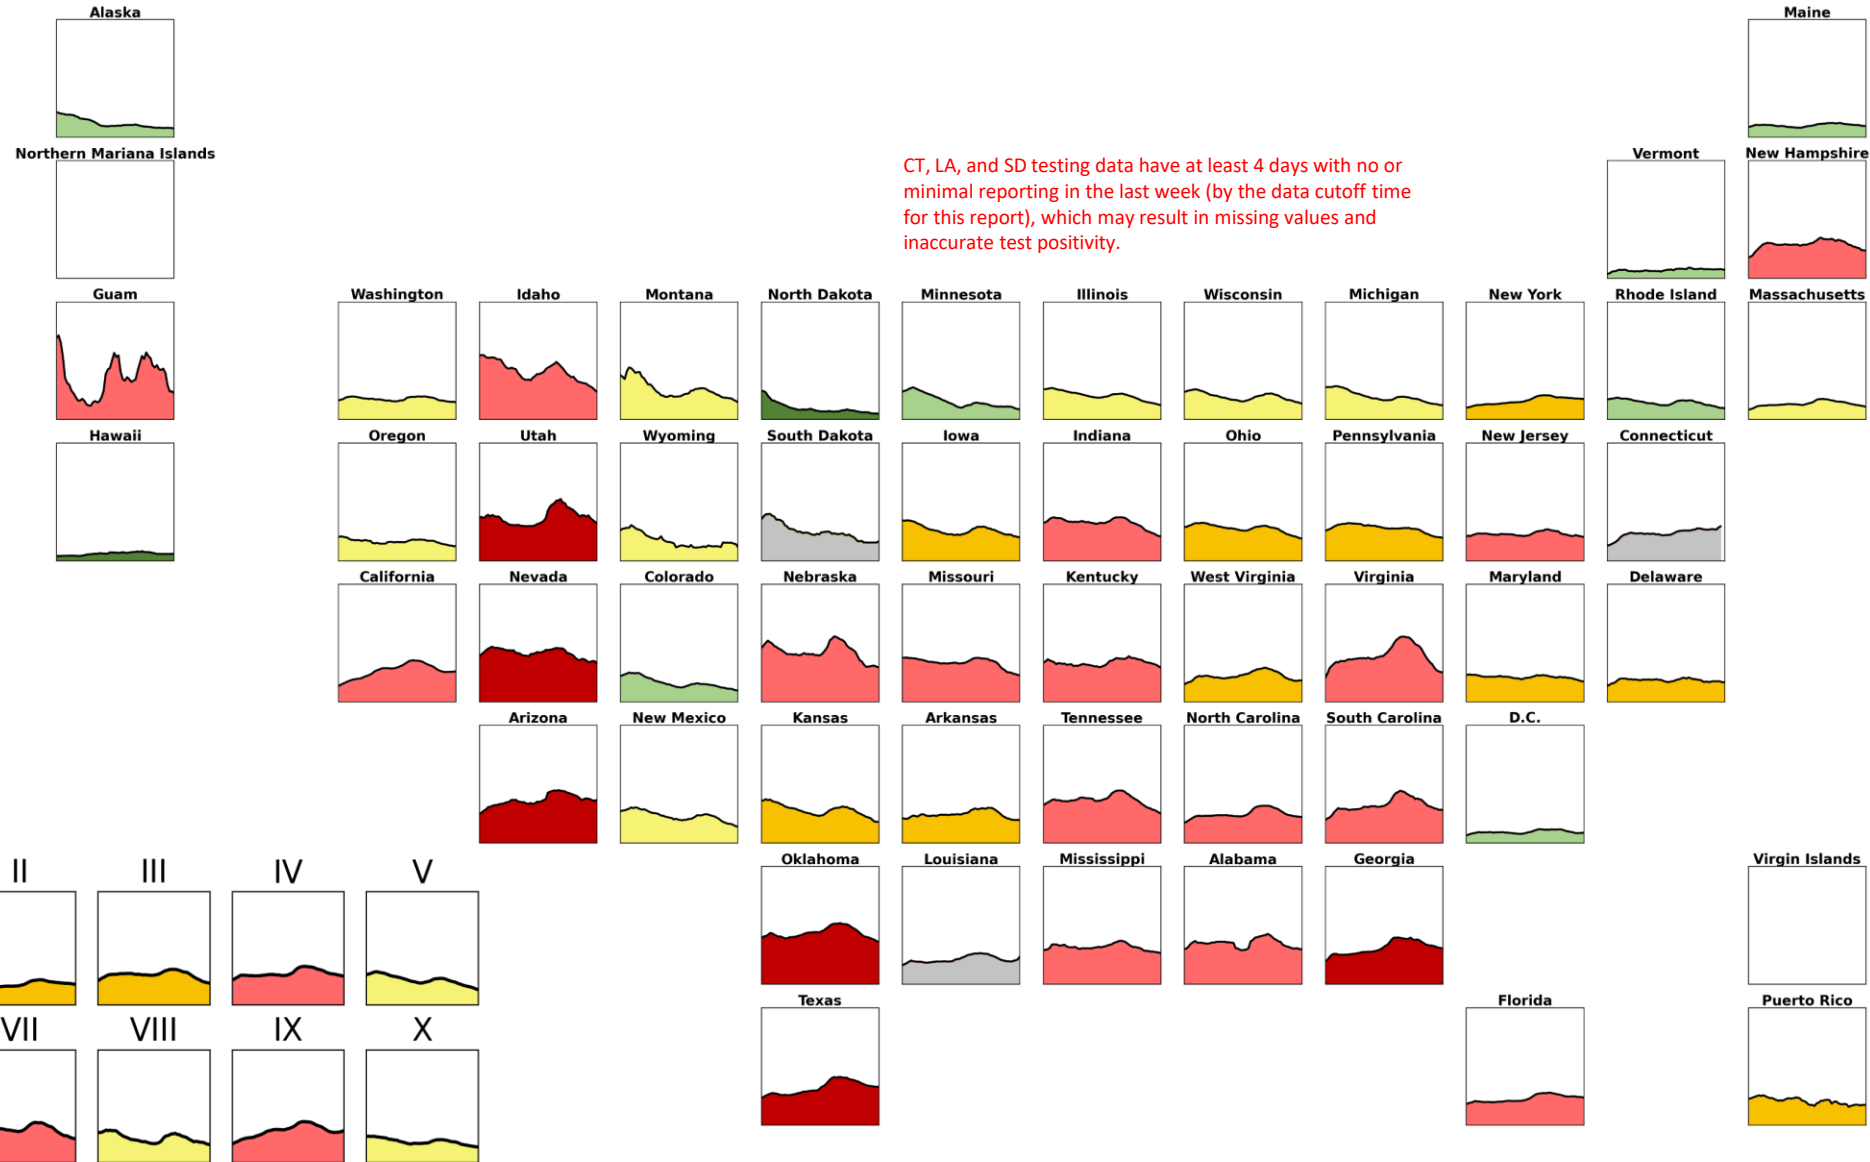 Alaska
Maine
Northern Mariana Islands
CT, LA, and SD testing data have at least 4 days with no or
minimal reporting in the last week (by the data cutoff time
for this report), which may result in missing values and
inaccurate test positivity.
Vermont
New Hampshire
Guam
Washington
Idaho
Montana
North Dakota
Minnesota
Illinois
Wisconsin
Michigan
New York
Rhode Island
Massachusetts
Hawaii
Oregon
Utah
Wyoming
South Dakota
Iowa
Indiana
Ohio
Pennsylvania
New Jersey
Connecticut
California
Nevada
Colorado
Nebraska
Missouri
Kentucky
West Virginia
Virginia
Maryland
Delaware
Arizona
New Mexico
Kansas
Arkansas
Tennessee
North Carolina
South Carolina
D.C.
Oklahoma
Louisiana
Mississippi
Alabama
Georgia
Virgin Islands
II
III
IV
V
Texas
Florida
Puerto Rico
VII
VIII
IX
X